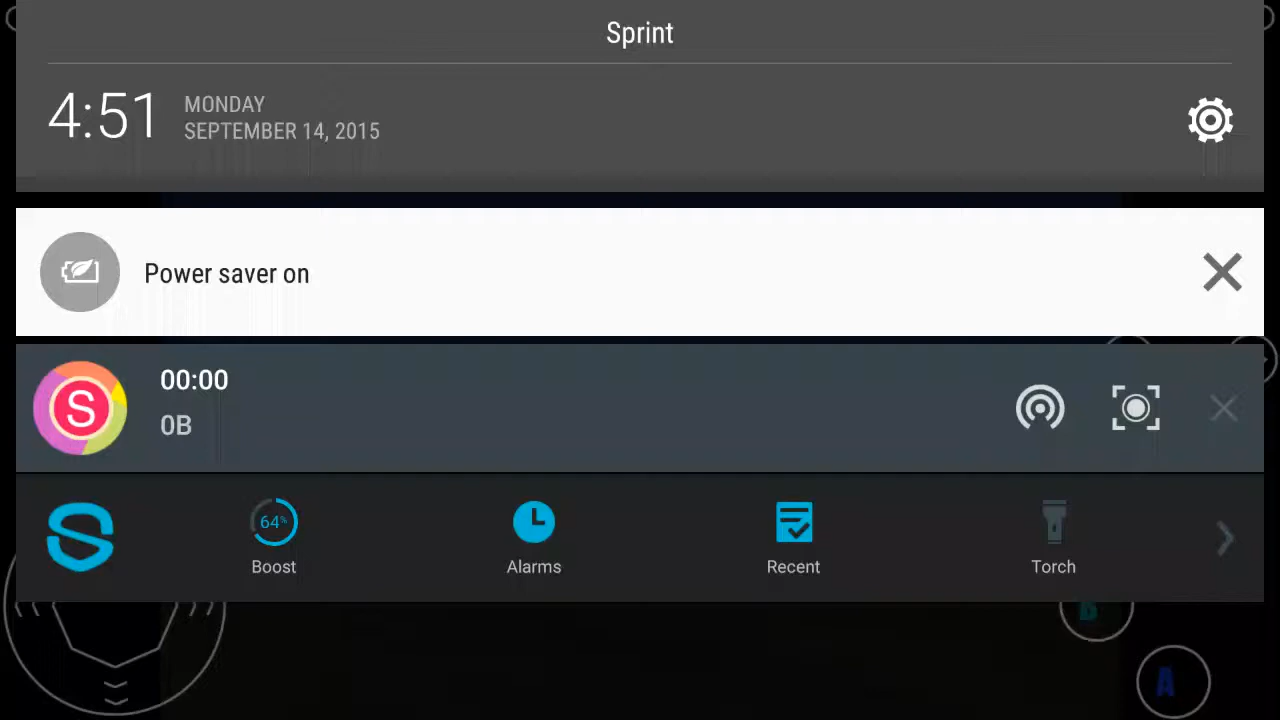 Sprint
4:51
MONDAY
SEPTEMBER 14, 2015
Power saver on
S
00:00
0B
S
64%
Boost
Alarms
Recent
Torch
B
A